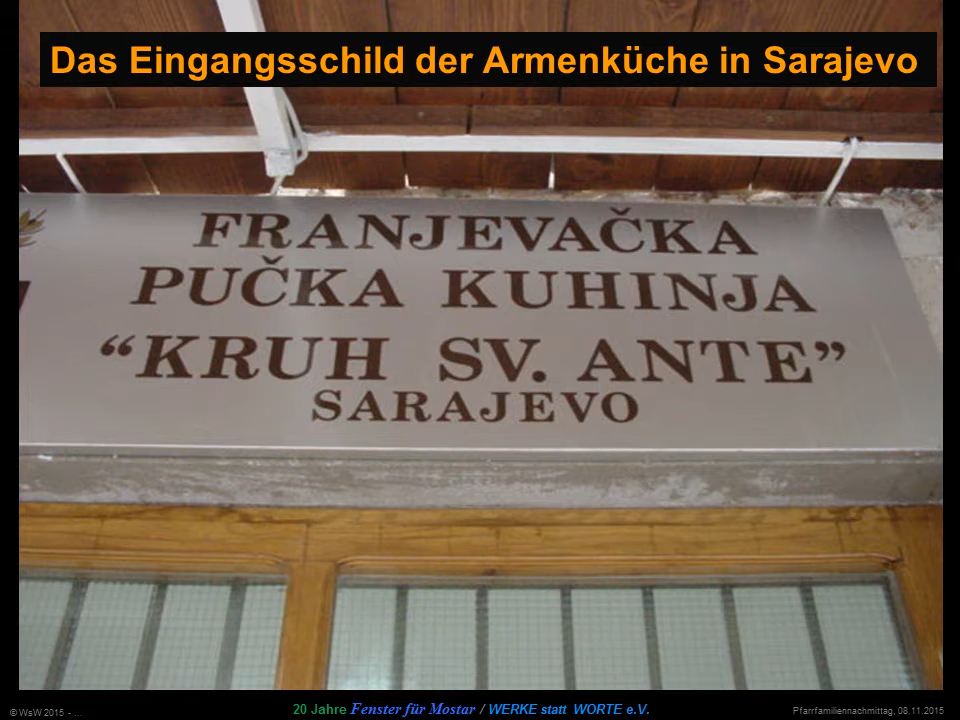 Das Eingangsschild der Armenküche in Sarajevo
FRANJEVAČKA
PUČKA KUHINJA
“KRUH SV. ANTE”
SARAJEVO
© WsW 2015 - ...
20 Jahre Fenster für Mostar / WERKE statt WORTE e.V.
Pfarrfamiliennachmittag, 08.11.2015